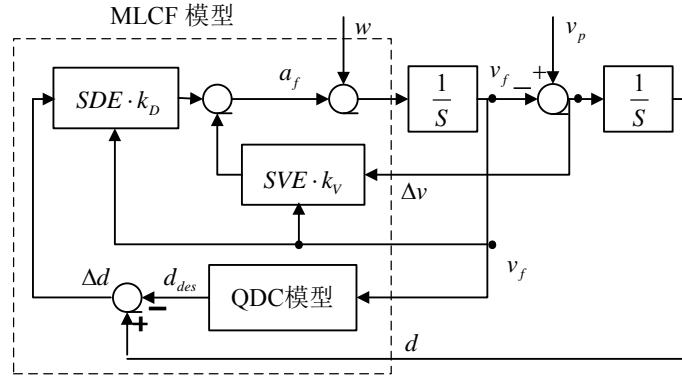 MLCF 模型
w
v_p
SDE · k_D
a_f
1/S
v_f
− +
1/S
SVE · k_V
Δv
Δd
d_des
QDC模型
v_f
−
+
d